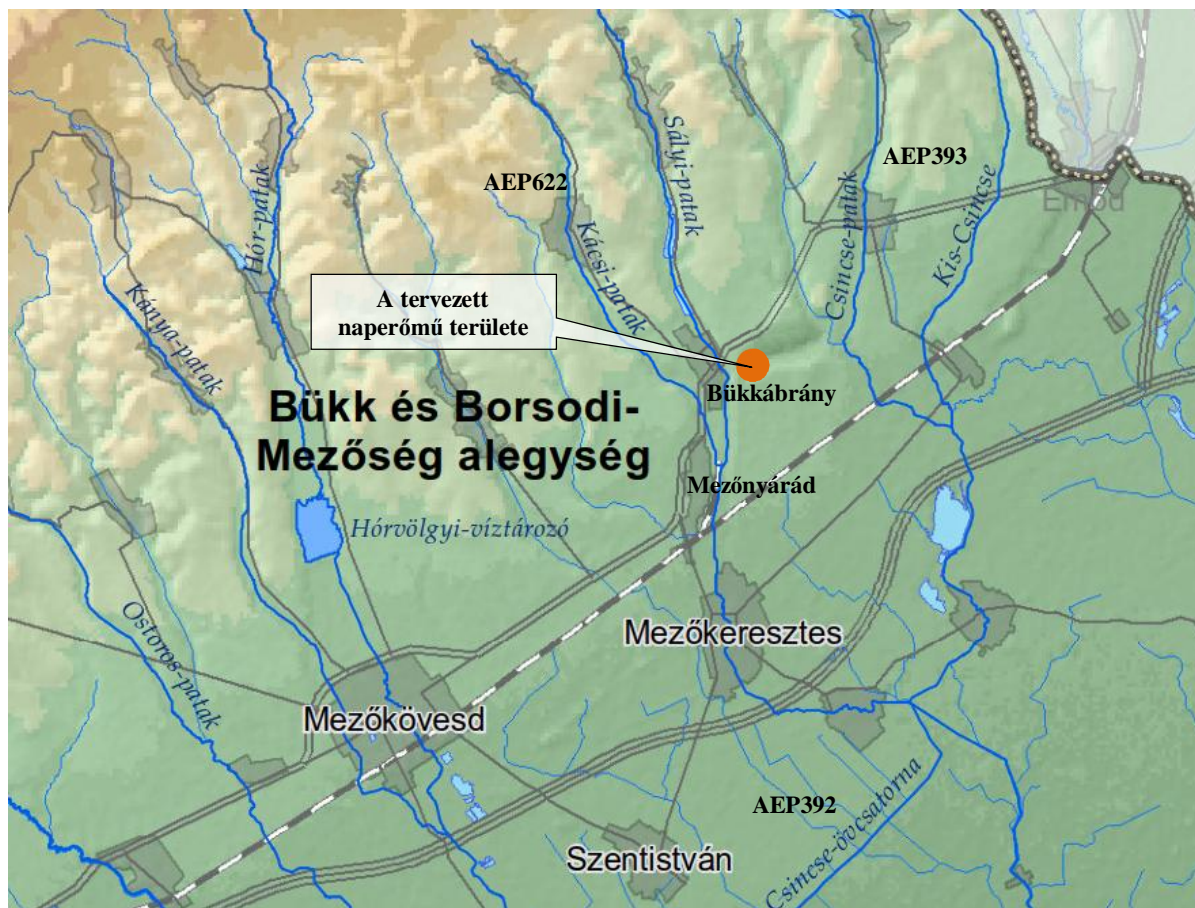 AEP393
Sályi-patak
AEP622
Emőd
Hór-patak
Csincse-patak
Kis-Csincse
Kácsi-patak
Kánya-patak
A tervezett
naperőmű területe
Bükkábrány
Bükk és Borsodi-
Mezőség alegység
Mezőnyárád
Hórvölgyi-víztározó
Ostoros-patak
Mezőkeresztes
Mezőkövesd
AEP392
Csincse-övcsatorna
Szentistván